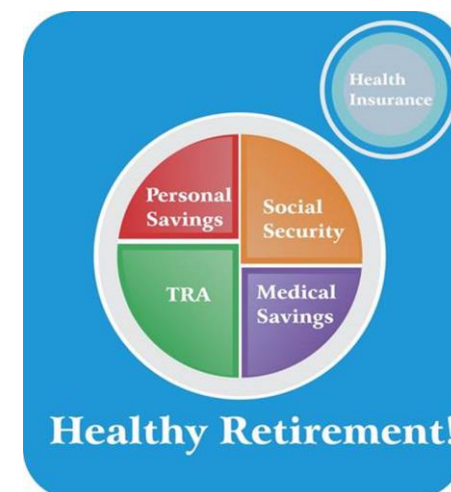 Health
Insurance
Personal
Savings
Social
Security
TRA
Medical
Savings
Healthy Retirement!